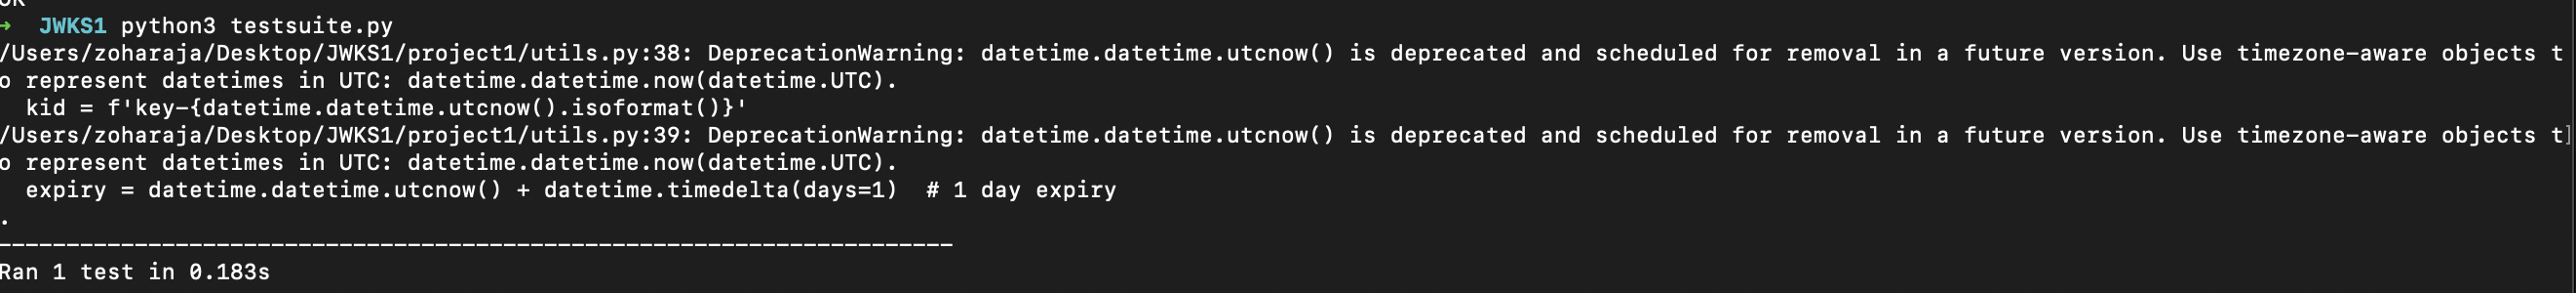 OK
→ JWKS1 python3 testsuite.py
/Users/zoharaja/Desktop/JWKS1/project1/utils.py:38: DeprecationWarning: datetime.datetime.utcnow() is deprecated and scheduled for removal in a future version. Use timezone-aware objects t
o represent datetimes in UTC: datetime.datetime.now(datetime.UTC).
  kid = f'key-{datetime.datetime.utcnow().isoformat()}'
/Users/zoharaja/Desktop/JWKS1/project1/utils.py:39: DeprecationWarning: datetime.datetime.utcnow() is deprecated and scheduled for removal in a future version. Use timezone-aware objects t]
o represent datetimes in UTC: datetime.datetime.now(datetime.UTC).
  expiry = datetime.datetime.utcnow() + datetime.timedelta(days=1)  # 1 day expiry
.
----------------------------------------------------------------------
Ran 1 test in 0.183s